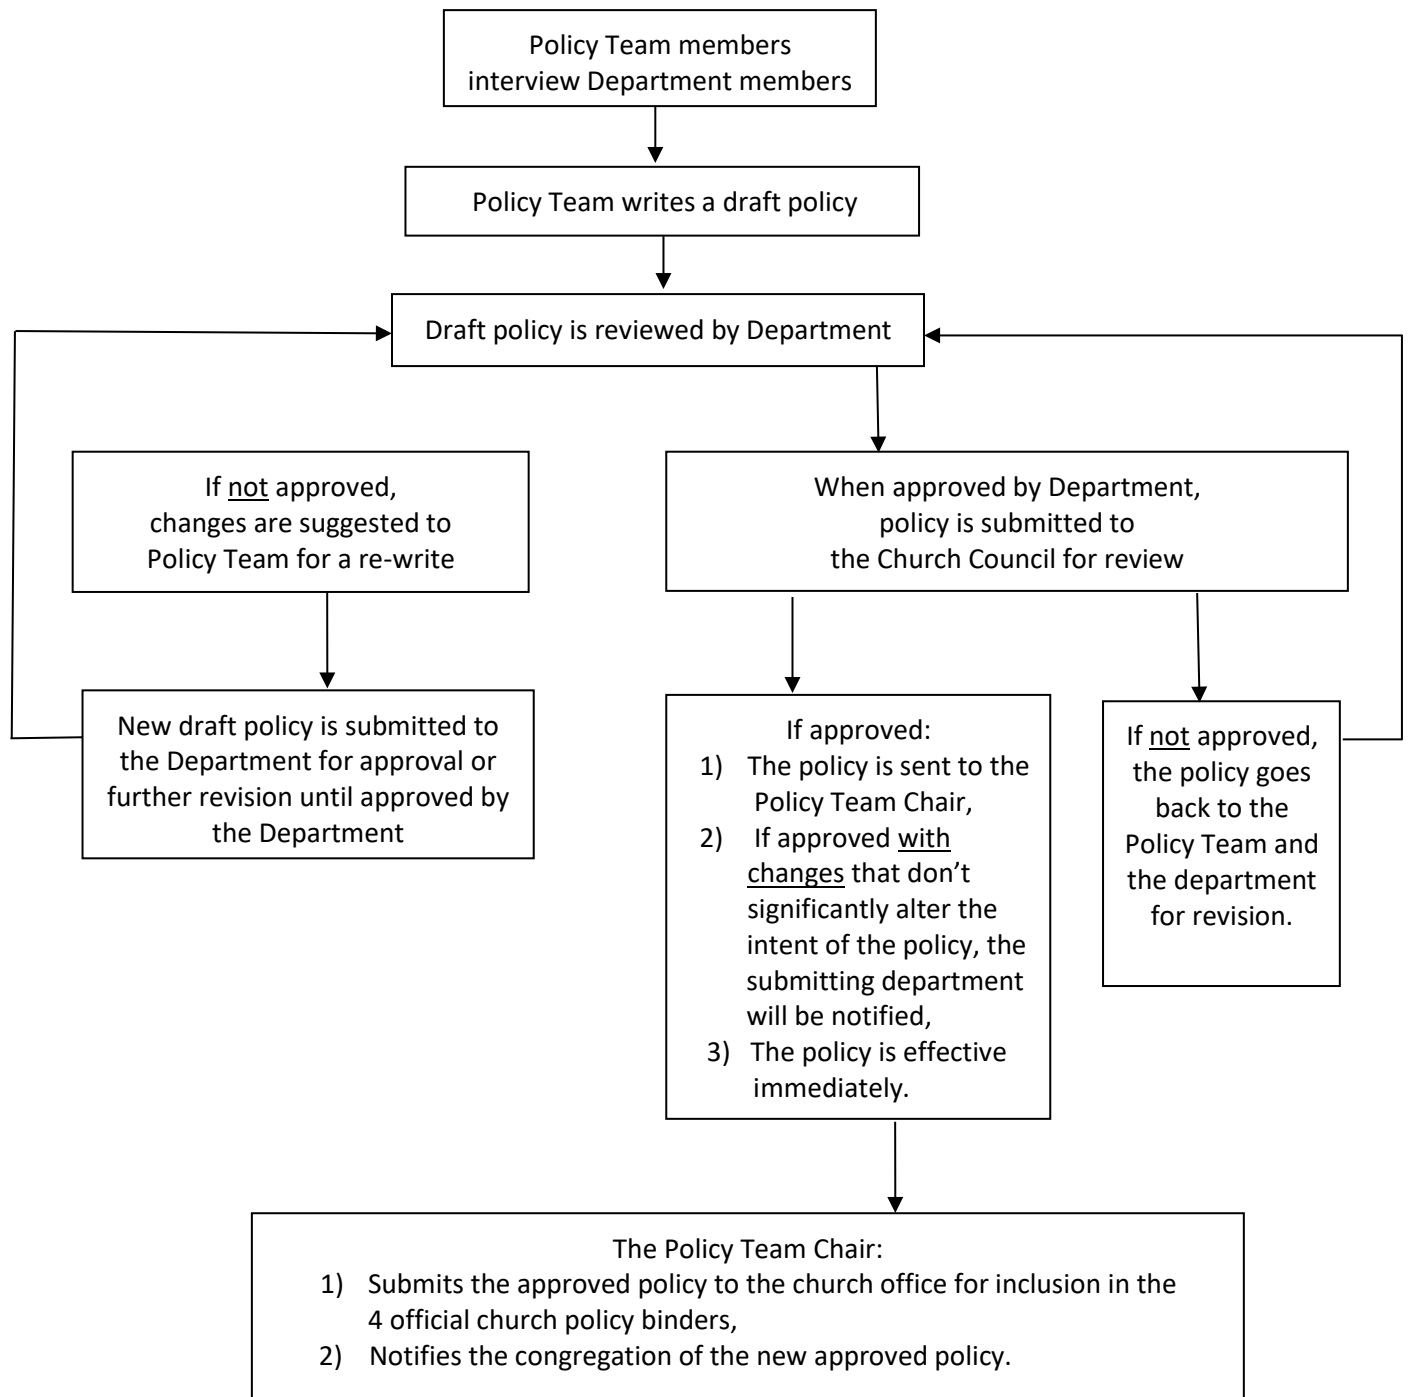 Policy Team members
interview Department members
Policy Team writes a draft policy
Draft policy is reviewed by Department
If not approved,
changes are suggested to
Policy Team for a re-write
When approved by Department,
policy is submitted to
the Church Council for review
New draft policy is submitted to
the Department for approval or
further revision until approved by
the Department
If approved:
1) The policy is sent to the
Policy Team Chair,
2) If approved with
changes that don’t
significantly alter the
intent of the policy, the
submitting department
will be notified,
3) The policy is effective
immediately.
If not approved,
the policy goes
back to the
Policy Team and
the department
for revision.
The Policy Team Chair:
1) Submits the approved policy to the church office for inclusion in the
4 official church policy binders,
2) Notifies the congregation of the new approved policy.